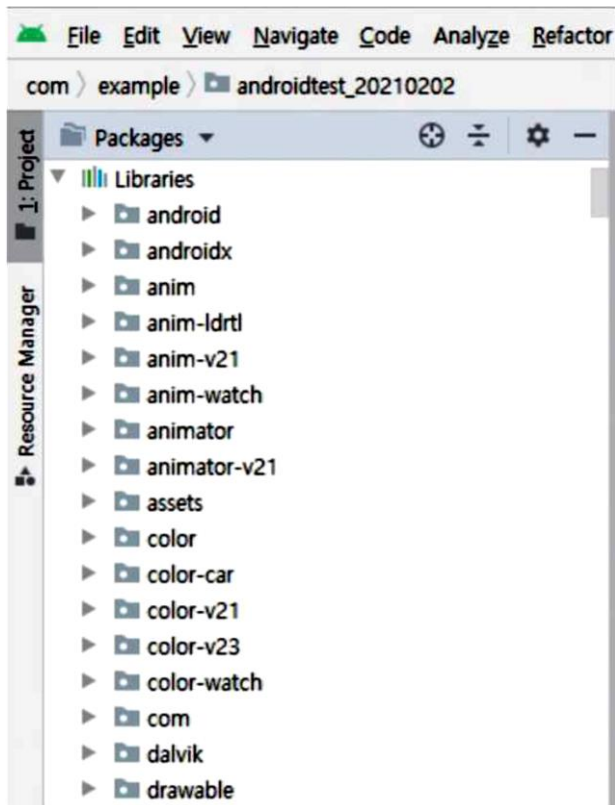 File Edit View Navigate Code Analyze Refactor
com 〉 example 〉 androidtest_20210202
Packages
1: Project
Resource Manager
Libraries
android
androidx
anim
anim-ldrtl
anim-v21
anim-watch
animator
animator-v21
assets
color
color-car
color-v21
color-v23
color-watch
com
dalvik
drawable